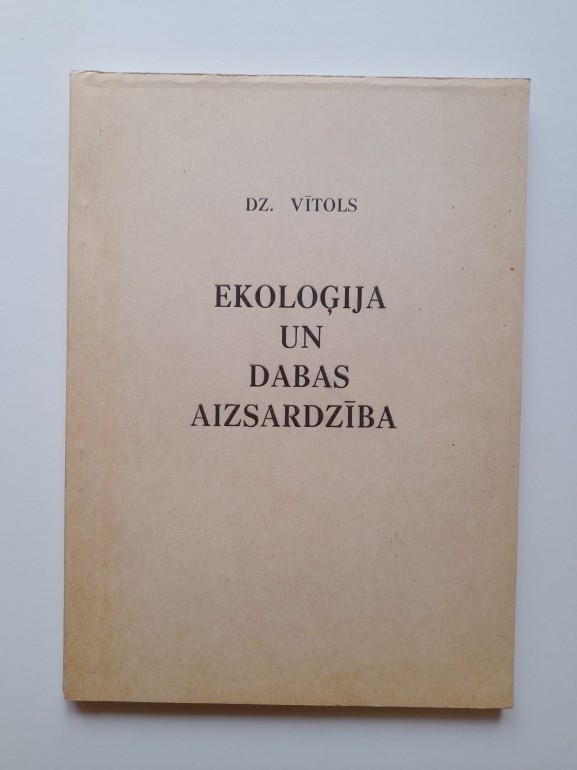 DZ. VĪTOLS
EKOLOĢIJA
UN
DABAS
AIZSARDZĪBA